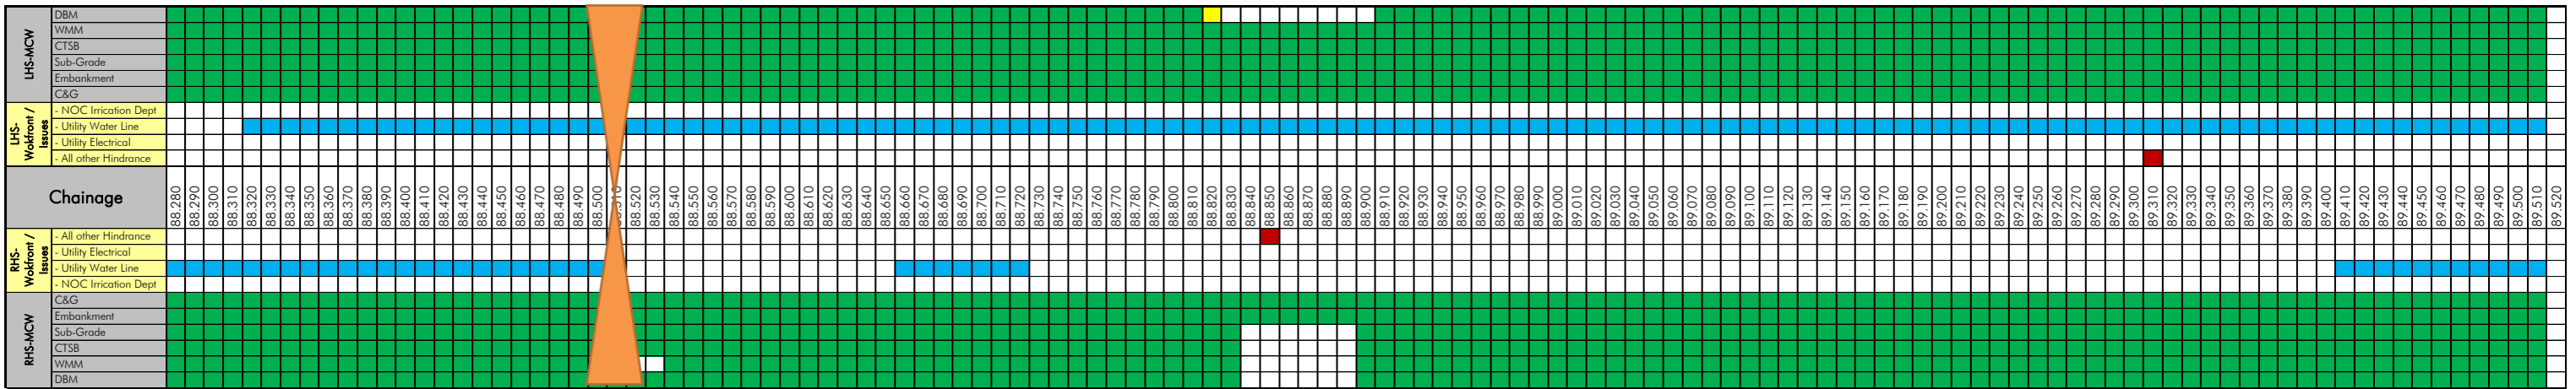 LHS-MCW
DBM
WMM
CTSB
Sub-Grade
Embankment
C&G
LHS-
Wokfront /
Issues
- NOC Irrication Dept
- Utility Water Line
- Utility Electrical
- All other Hindrance
Chainage
88.280 88.290 88.300 88.310 88.320 88.330 88.340 88.350 88.360 88.370 88.380 88.390 88.400 88.410 88.420 88.430 88.440 88.450 88.460 88.470 88.480 88.490 88.500 88.520 88.530 88.540 88.550 88.560 88.570 88.580 88.590 88.600 88.610 88.620 88.630 88.640 88.650 88.660 88.670 88.680 88.690 88.700 88.710 88.720 88.730 88.740 88.750 88.760 88.770 88.780 88.790 88.800 88.810 88.820 88.830 88.840 88.850 88.860 88.870 88.880 88.890 88.900 88.910 88.920 88.930 88.940 88.950 88.960 88.970 88.980 88.990 89.000 89.010 89.020 89.030 89.040 89.050 89.060 89.070 89.080 89.090 89.100 89.110 89.120 89.130 89.140 89.150 89.160 89.170 89.180 89.190 89.200 89.210 89.220 89.230 89.240 89.250 89.260 89.270 89.280 89.290 89.300 89.310 89.320 89.330 89.340 89.350 89.360 89.370 89.380 89.390 89.400 89.410 89.420 89.430 89.440 89.450 89.460 89.470 89.480 89.490 89.500 89.510 89.520
RHS-
Wokfront /
Issues
- All other Hindrance
- Utility Electrical
- Utility Water Line
- NOC Irrication Dept
RHS-MCW
C&G
Embankment
Sub-Grade
CTSB
WMM
DBM